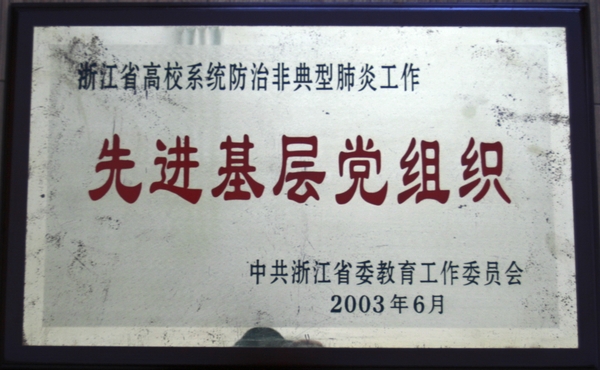 浙江省高校系统防治非典型肺炎工作
先进基层党组织
中共浙江省委教育工作委员会
2003年6月